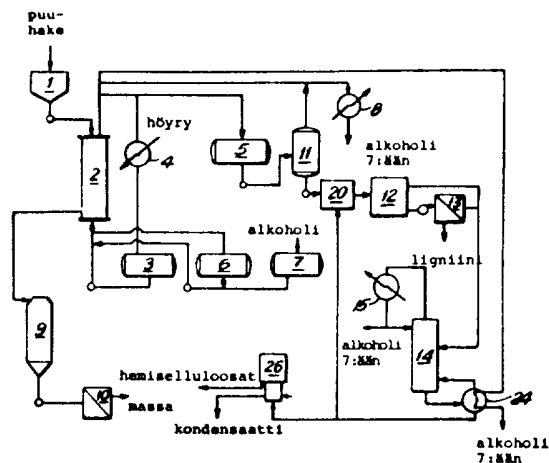 puu-
hake
1
2
höyry
4
5
11
8
alkoholi
7:ään
20
12
13
ligniini
alkoholi
3
6
7
15
alkoholi
7:ään
14
9
26
hemiselluloosat
10
massa
kondensaatti
24
alkoholi
7:ään